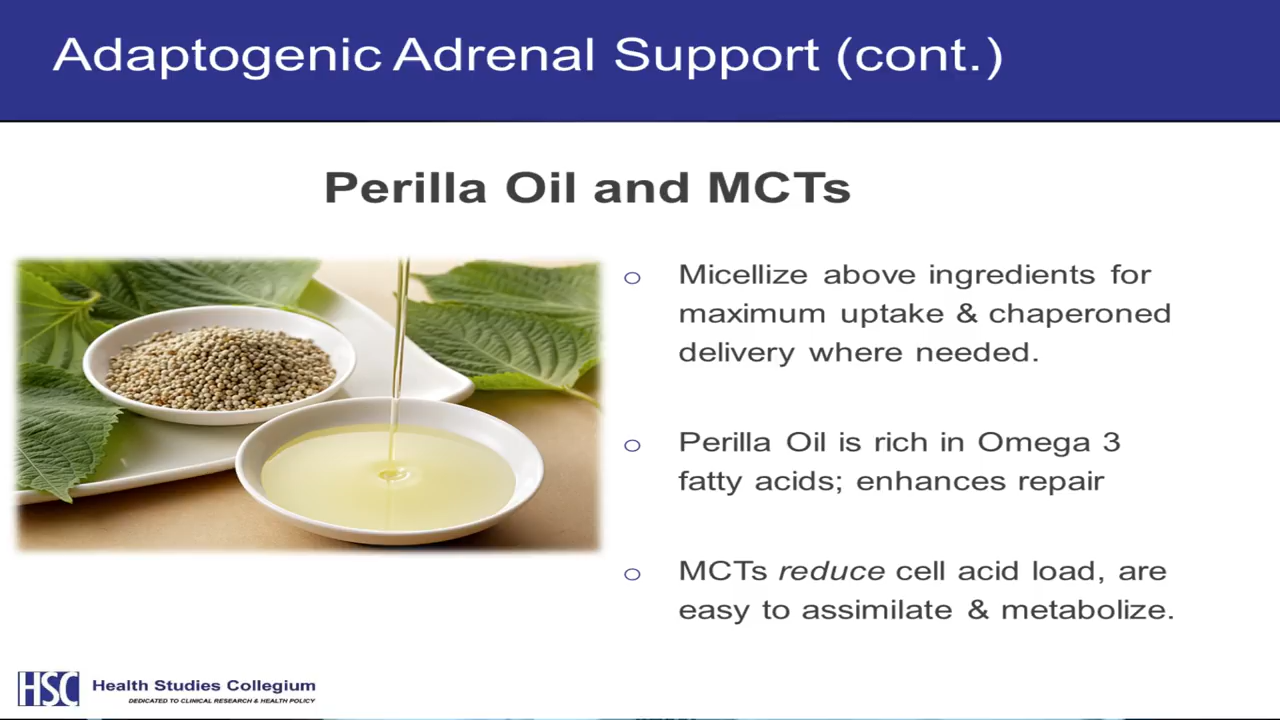 Adaptogenic Adrenal Support (cont.)
Perilla Oil and MCTs
o Micellize above ingredients for
maximum uptake & chaperoned
delivery where needed.
o Perilla Oil is rich in Omega 3
fatty acids; enhances repair
o MCTs reduce cell acid load, are
easy to assimilate & metabolize.
HSC Health Studies Collegium
DEDICATED TO CLINICAL RESEARCH & HEALTH POLICY